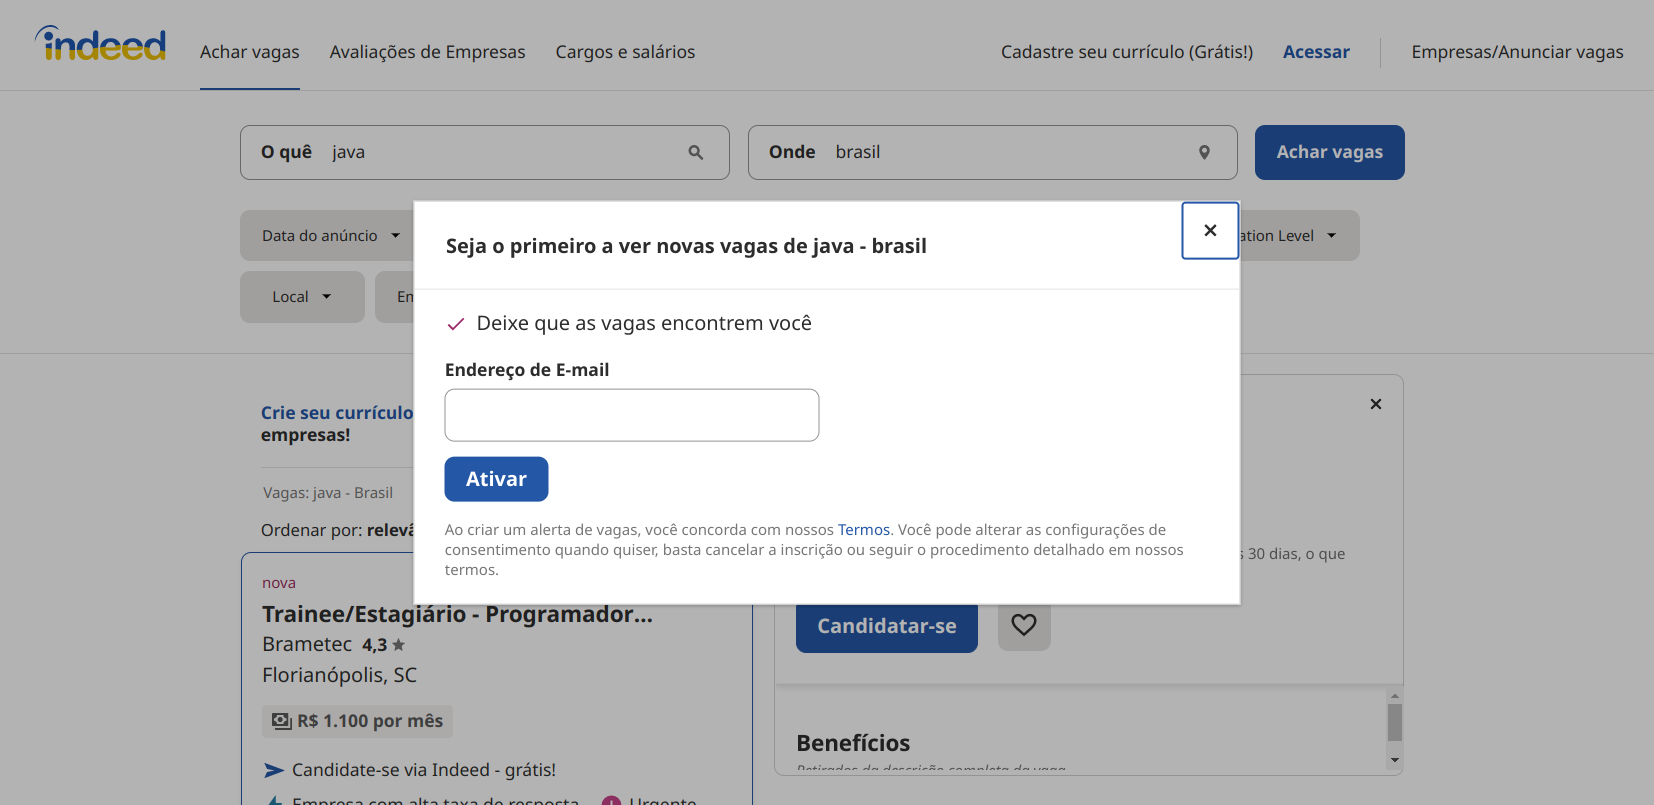 indeed
Achar vagas Avaliações de Empresas Cargos e salários Cadastre seu currículo (Grátis!) Acessar Empresas/Anunciar vagas
O quê java Onde brasil Achar vagas
Data do anúncio Level
Seja o primeiro a ver novas vagas de java - brasil
Local
Deixe que as vagas encontrem você
Endereço de E-mail
Crie seu currículo
empresas!
Ativar
Vagas: java - Brasil
Ordenar por:
Ao criar um alerta de vagas, você concorda com nossos Termos. Você pode alterar as configurações de
consentimento quando quiser, basta cancelar a inscrição ou seguir o procedimento detalhado em nossos
termos.
30 dias, o que
nova
Trainee/Estagiário - Programador...
Brametec 4,3
Florianópolis, SC
R$ 1.100 por mês
Candidate-se via Indeed - grátis!
Empresa com alta taxa de resposta Urgente
Candidatar-se
Benefícios
Retirados da descrição completa da vaga